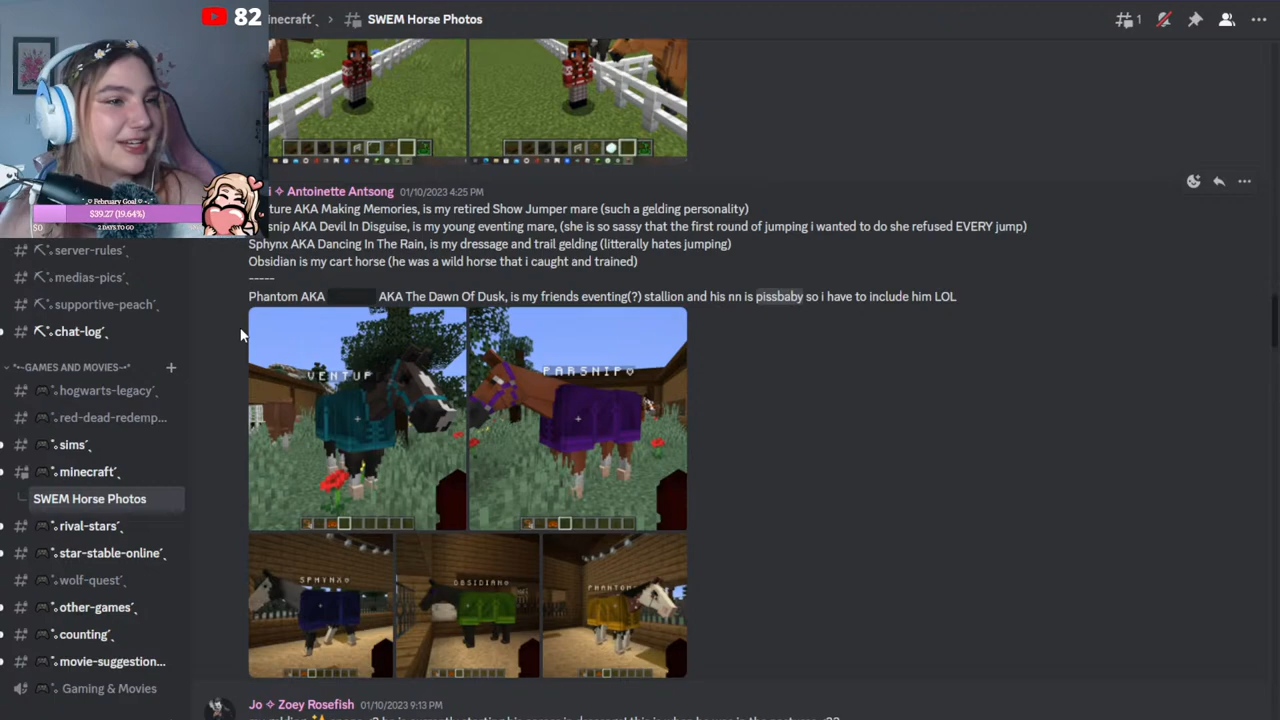 82
inecraft
SWEM Horse Photos
1
February Goal
$39.27 (19.64%)
$0
2 DAYS TO GO
i ✧ Antoinette Antsong 01/10/2023 4:25 PM
ture AKA Making Memories, is my retired Show Jumper mare (such a gelding personality)
snip AKA Devil In Disguise, is my young eventing mare, (she is so sassy that the first round of jumping i wanted to do she refused EVERY jump)
Sphynx AKA Dancing In The Rain, is my dressage and trail gelding (litterally hates jumping)
Obsidian is my cart horse (he was a wild horse that i caught and trained)
-----
Phantom AKA AKA The Dawn Of Dusk, is my friends eventing(?) stallion and his nn is pissbaby so i have to include him LOL
VENTUР
PARSNIP
SPHYNX
OBSIDIAN
PHANTOM
server-rules
medias-pics
supportive-peach
chat-log
GAMES AND MOVIES
hogwarts-legacy
red-dead-redemp...
sims
minecraft
SWEM Horse Photos
rival-stars
star-stable-online
wolf-quest
other-games
counting
movie-suggestion...
Gaming & Movies
Jo ✧ Zoey Rosefish 01/10/2023 9:13 PM